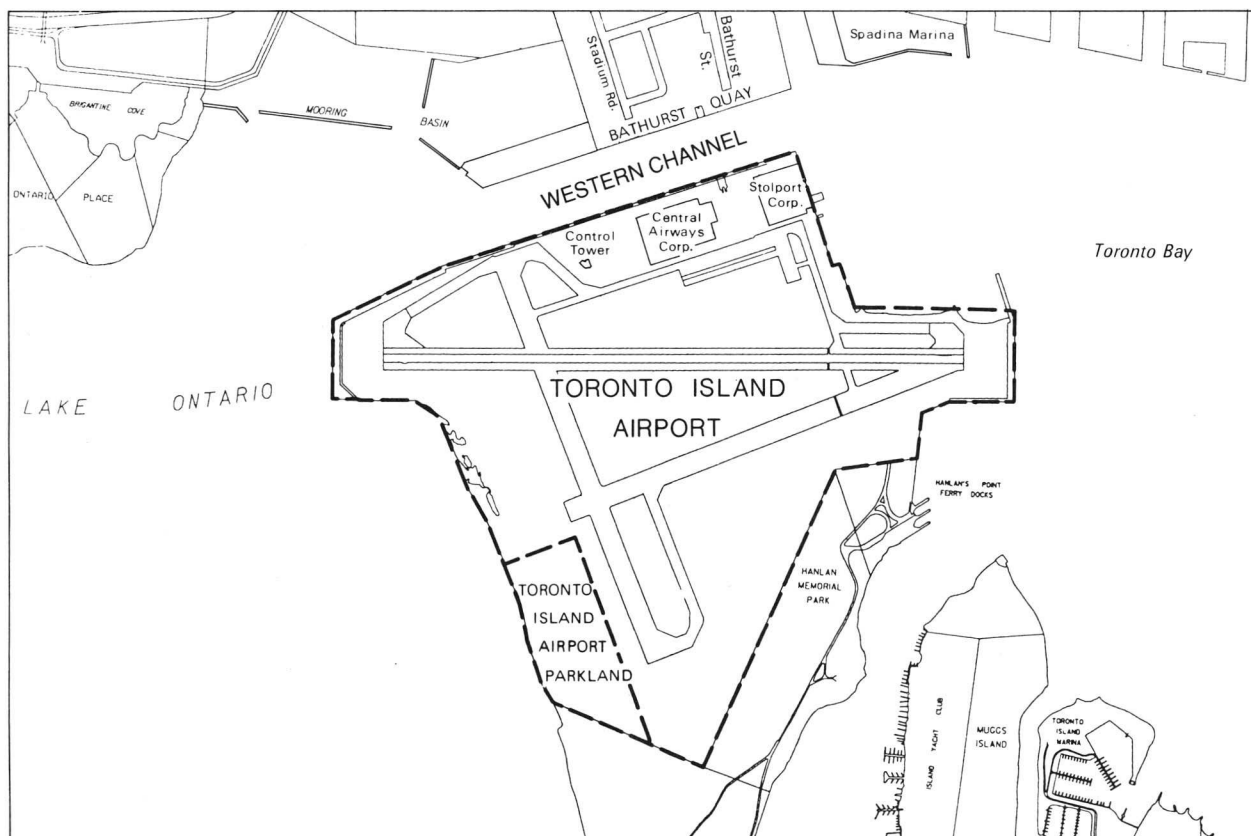 Spadina Marina
Stadium Rd.
Bathurst
St.
BATHURST QUAY
BRIGANTINE COVE
MOORING
BASIN
ONTARIO PLACE
WESTERN CHANNEL
Stolport
Corp.
Central
Airways
Corp.
Control
Tower
Toronto Bay
LAKE ONTARIO
TORONTO ISLAND
AIRPORT
HANLAN'S POINT
FERRY DOCKS
HANLAN
MEMORIAL
PARK
TORONTO
ISLAND
AIRPORT
PARKLAND
ISLAND YACHT CLUB
MUGGS
ISLAND
TORONTO
ISLAND
MARINA